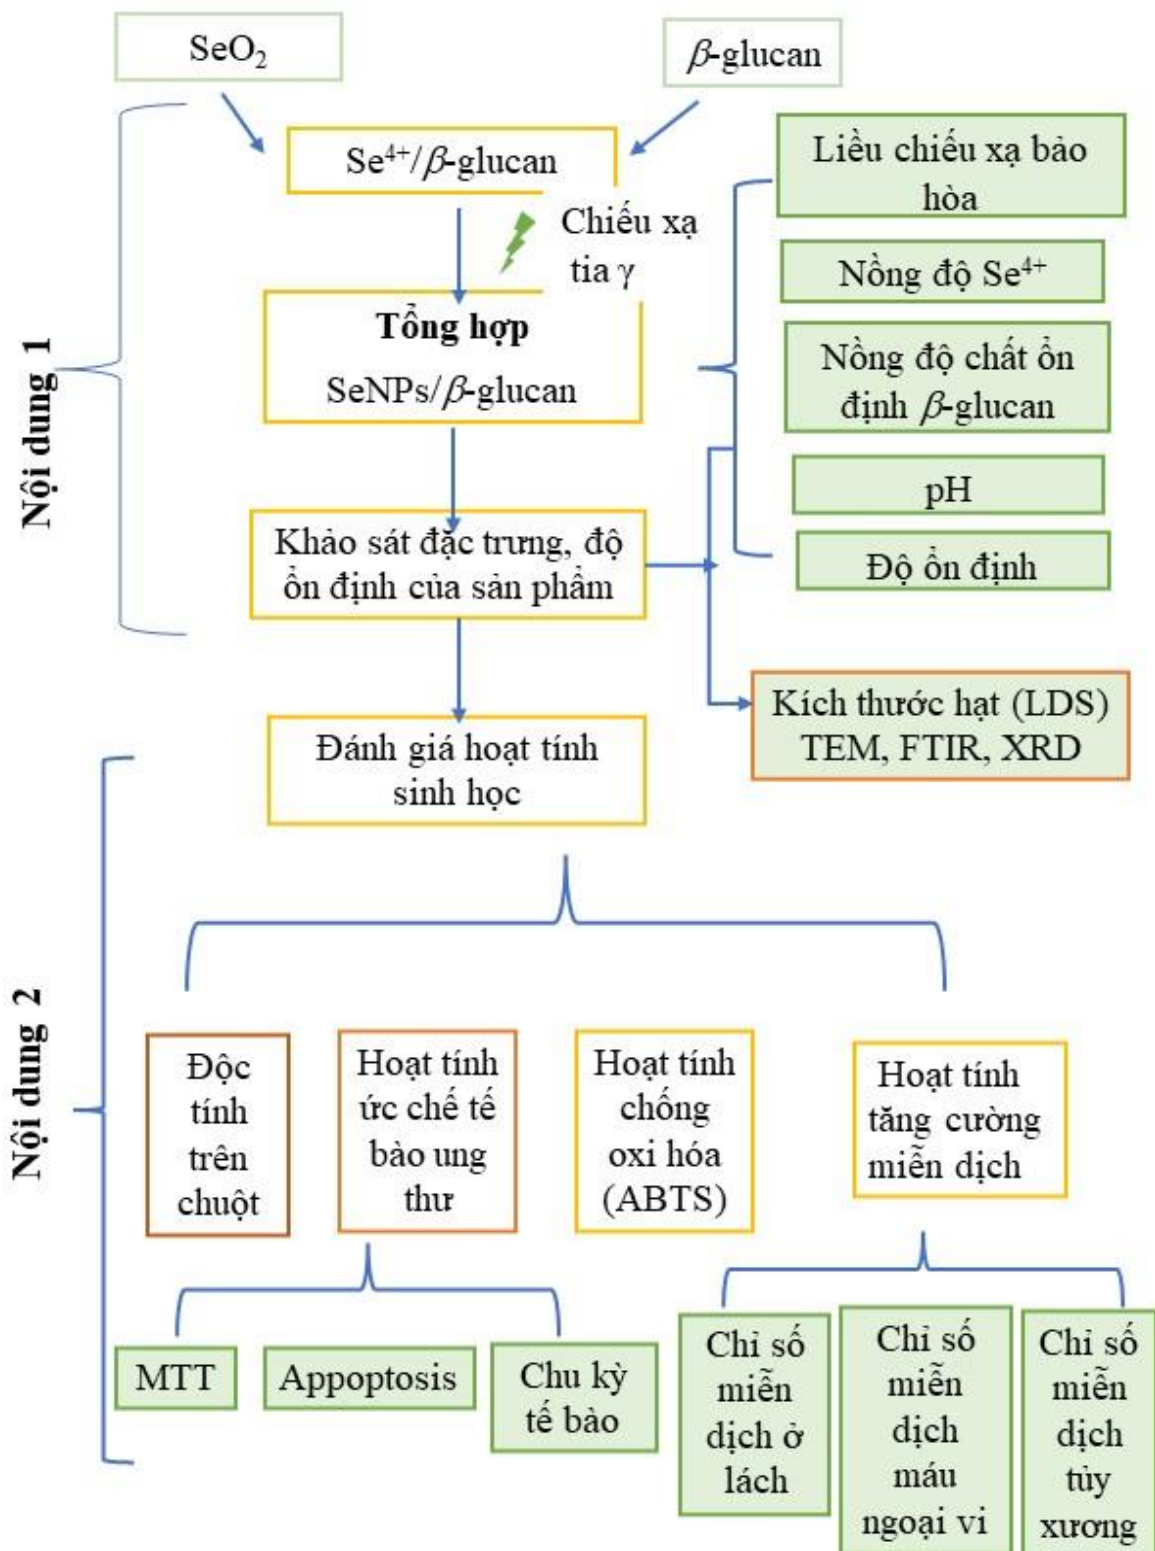 SeO₂
β-glucan
Nội dung 1
Se⁴⁺/β-glucan
Chiếu xạ
tia γ
Tổng hợp
SeNPs/β-glucan
Khảo sát đặc trưng, độ
ổn định của sản phẩm
Liều chiếu xạ bảo
hòa
Nồng độ Se⁴⁺
Nồng độ chất ổn
định β-glucan
pH
Độ ổn định
Kích thước hạt (LDS)
TEM, FTIR, XRD
Nội dung 2
Đánh giá hoạt tính
sinh học
Độc
tính
trên
chuột
Hoạt tính
ức chế tế
bào ung
thư
Hoạt tính
chống
oxi hóa
(ABTS)
Hoạt tính
tăng cường
miễn dịch
MTT
Appoptosis
Chu kỳ
tế bào
Chỉ số
miễn
dịch ở
lách
Chỉ số
miễn
dịch
máu
ngoại vi
Chỉ số
miễn
dịch
tủy
xương